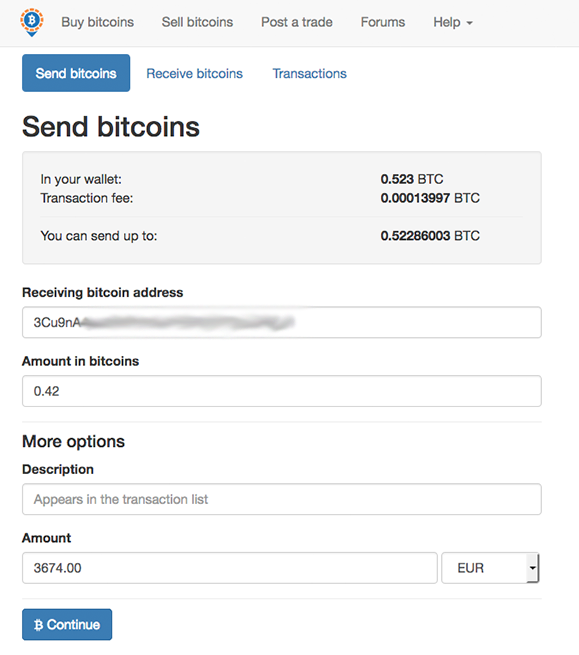 Buy bitcoins Sell bitcoins Post a trade Forums Help
Send bitcoins Receive bitcoins Transactions
Send bitcoins
In your wallet: 0.523 BTC
Transaction fee: 0.00013997 BTC
You can send up to: 0.52286003 BTC
Receiving bitcoin address
3Cu9nA
Amount in bitcoins
0.42
More options
Description
Appears in the transaction list
Amount
3674.00 EUR
Continue